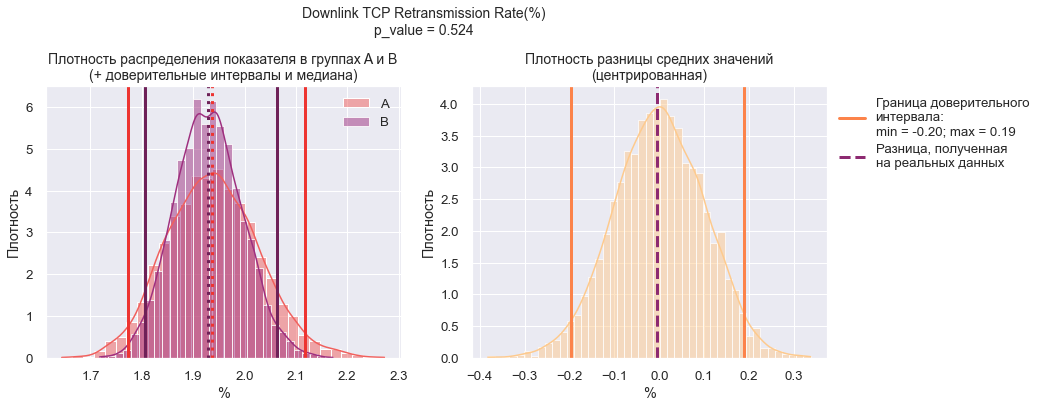 Downlink TCP Retransmission Rate(%)
p_value = 0.524
Плотность распределения показателя в группах A и B
(+ доверительные интервалы и медиана)
A
B
Плотность
6
5
4
3
2
1
0
1.7
1.8
1.9
2.0
2.1
2.2
2.3
%
Плотность разницы средних значений
(центрированная)
Плотность
4.0
3.5
3.0
2.5
2.0
1.5
1.0
0.5
0.0
−0.4
−0.3
−0.2
−0.1
0.0
0.1
0.2
0.3
%
Граница доверительного
интервала:
min = -0.20; max = 0.19
Разница, полученная
на реальных данных